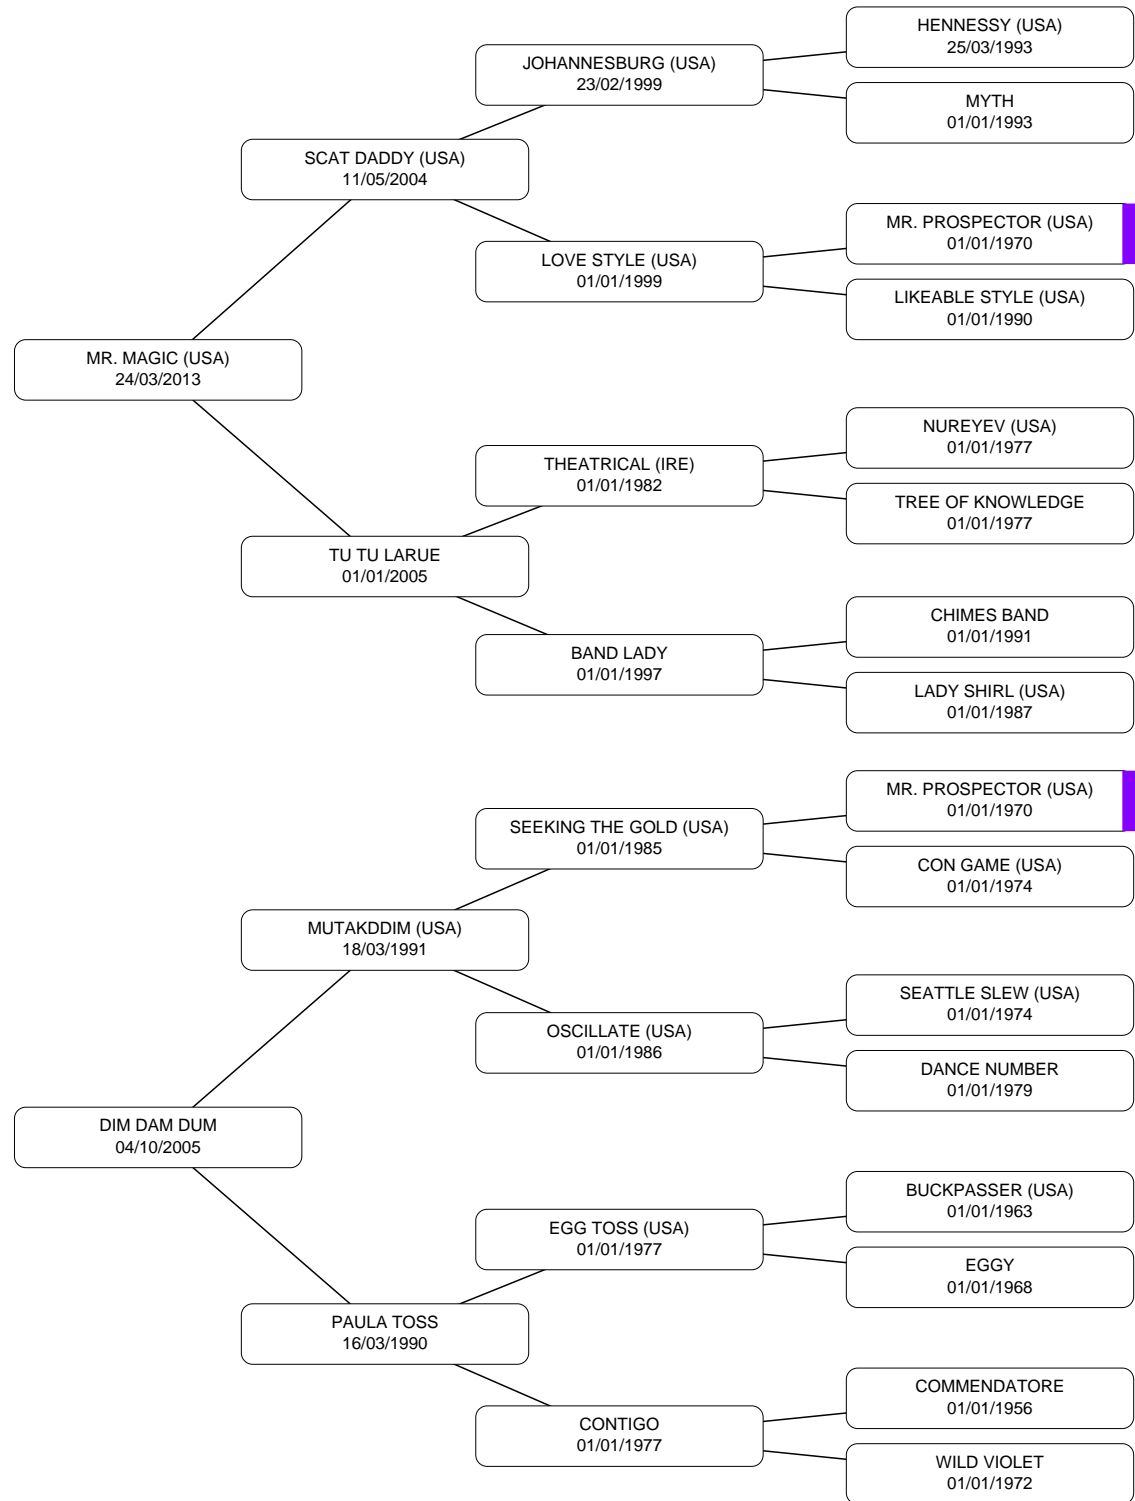 HENNESSY (USA)
25/03/1993
JOHANNESBURG (USA)
23/02/1999
MYTH
01/01/1993
SCAT DADDY (USA)
11/05/2004
MR. PROSPECTOR (USA)
01/01/1970
LOVE STYLE (USA)
01/01/1999
LIKEABLE STYLE (USA)
01/01/1990
MR. MAGIC (USA)
24/03/2013
NUREYEV (USA)
01/01/1977
THEATRICAL (IRE)
01/01/1982
TREE OF KNOWLEDGE
01/01/1977
TU TU LARUE
01/01/2005
CHIMES BAND
01/01/1991
BAND LADY
01/01/1997
LADY SHIRL (USA)
01/01/1987
MR. PROSPECTOR (USA)
01/01/1970
SEEKING THE GOLD (USA)
01/01/1985
CON GAME (USA)
01/01/1974
MUTAKDDIM (USA)
18/03/1991
SEATTLE SLEW (USA)
01/01/1974
OSCILLATE (USA)
01/01/1986
DANCE NUMBER
01/01/1979
DIM DAM DUM
04/10/2005
BUCKPASSER (USA)
01/01/1963
EGG TOSS (USA)
01/01/1977
EGGY
01/01/1968
PAULA TOSS
16/03/1990
COMMENDATORE
01/01/1956
CONTIGO
01/01/1977
WILD VIOLET
01/01/1972